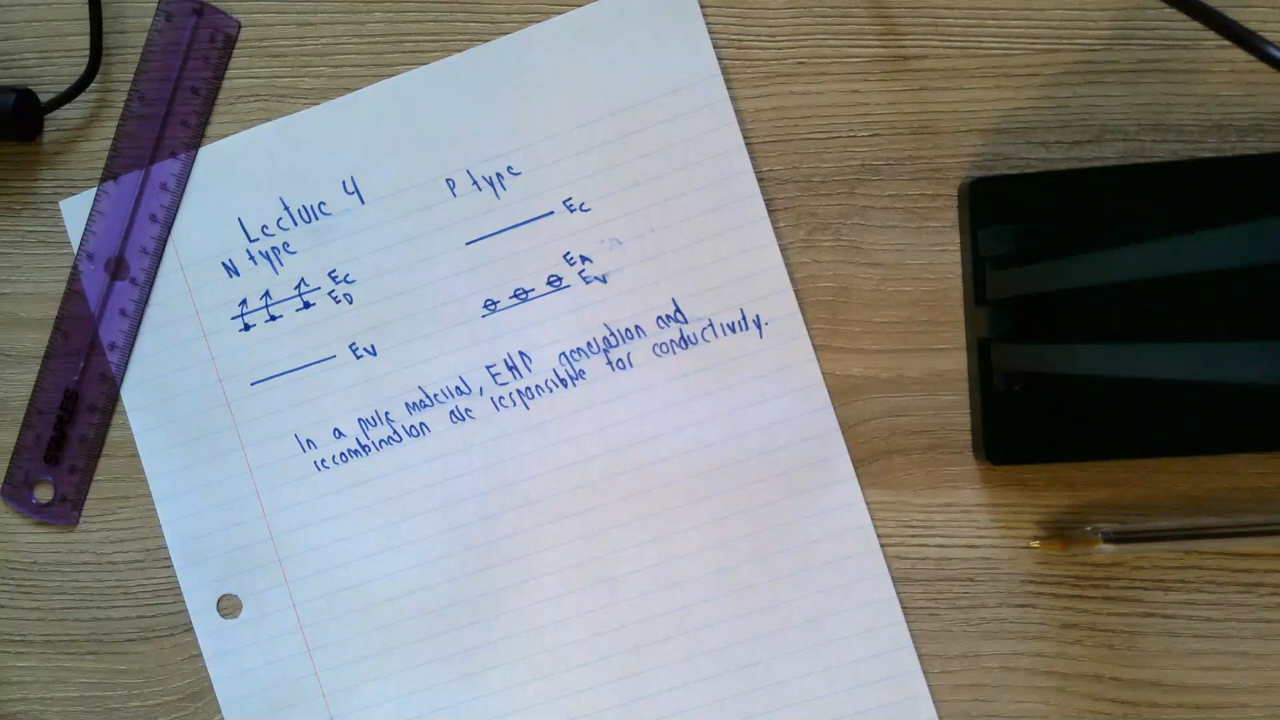 Lecture 4
N type
EC
ED
EV
P type
EC
EA
EV
In a pure material, EHP generation and
recombination are responsible for conductivity.
STAPLES